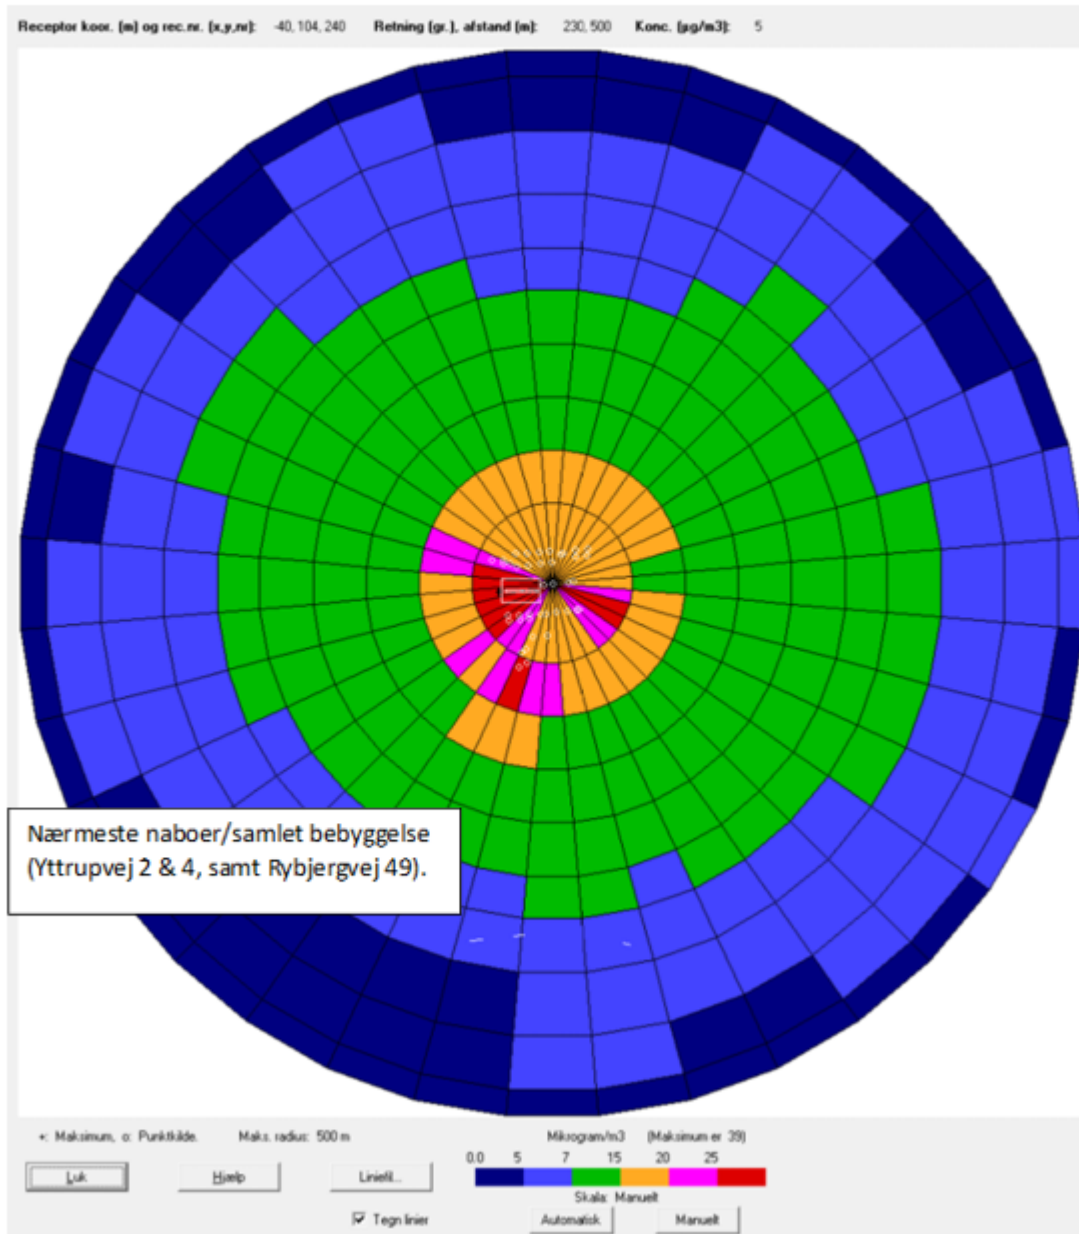 Receptor koor. (m) og rec.nr. (x,y,nr): -40, 104, 240 Retning (gr.), afstand (m): 230, 500 Konc. (µg/m3): 5
Nærmeste naboer/samlet bebyggelse
(Yttrupvej 2 & 4, samt Rybjergvej 49).
+: Maksimum, o: Punktkilde. Maks. radius: 500 m Mikrogram/m3 (Maksimum er 39)
0.0 5 7 15 20 25
Luk Hjælp Liniefil...
Skala: Manuelt
Tegn linier Automatisk Manuelt